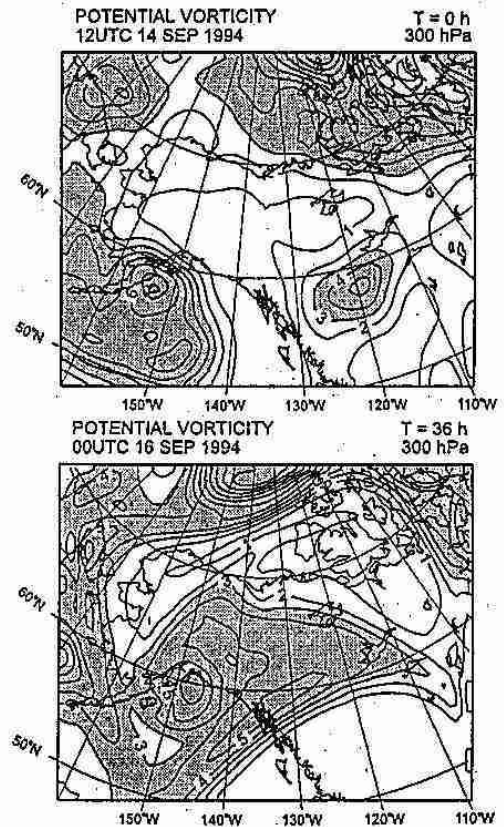 POTENTIAL VORTICITY T = 0 h
12UTC 14 SEP 1994 300 hPa
60°N
50°N
150°W 140°W 130°W 120°W 110°W
POTENTIAL VORTICITY T = 36 h
00UTC 16 SEP 1994 300 hPa
60°N
50°N
150°W 140°W 130°W 120°W 110°W